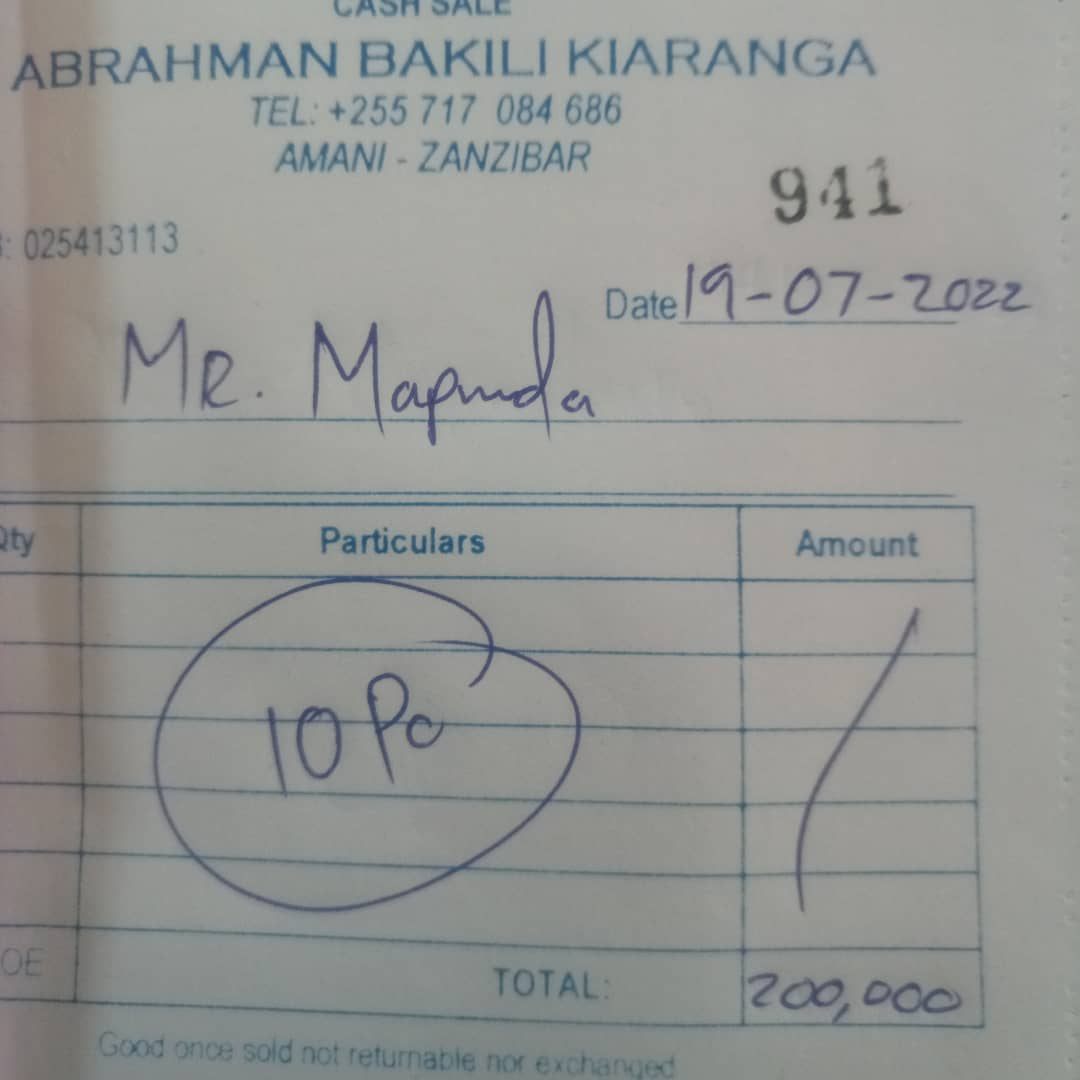 CASH SALE
ABRAHMAN BAKILI KIARANGA
TEL: +255 717 084 686
AMANI - ZANZIBAR
941
: 025413113
Date 19-07-2022
MR. Mapunda
Qty Particulars Amount
10 Pc
OE TOTAL: 200,000
Good once sold not returnable nor exchanged